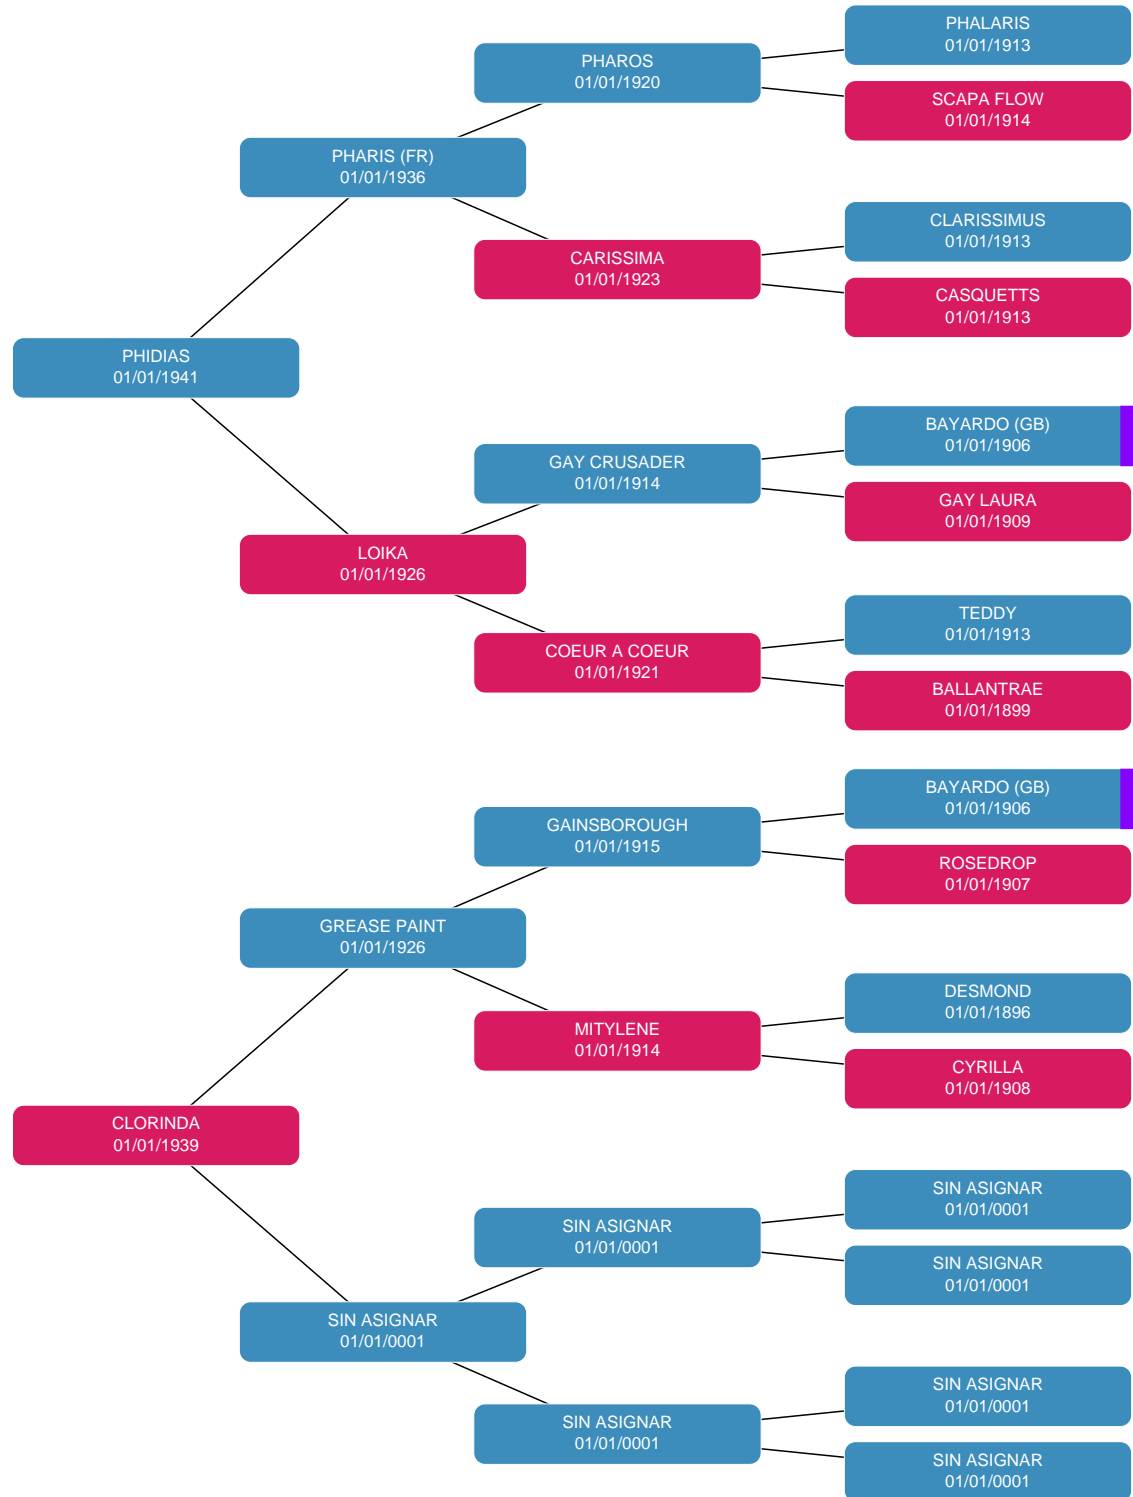 PHALARIS
01/01/1913
PHAROS
01/01/1920
SCAPA FLOW
01/01/1914
PHARIS (FR)
01/01/1936
CLARISSIMUS
01/01/1913
CARISSIMA
01/01/1923
CASQUETTS
01/01/1913
PHIDIAS
01/01/1941
BAYARDO (GB)
01/01/1906
GAY CRUSADER
01/01/1914
GAY LAURA
01/01/1909
LOIKA
01/01/1926
TEDDY
01/01/1913
COEUR A COEUR
01/01/1921
BALLANTRAE
01/01/1899
BAYARDO (GB)
01/01/1906
GAINSBOROUGH
01/01/1915
ROSEDROP
01/01/1907
GREASE PAINT
01/01/1926
DESMOND
01/01/1896
MITYLENE
01/01/1914
CYRILLA
01/01/1908
CLORINDA
01/01/1939
SIN ASIGNAR
01/01/0001
SIN ASIGNAR
01/01/0001
SIN ASIGNAR
01/01/0001
SIN ASIGNAR
01/01/0001
SIN ASIGNAR
01/01/0001
SIN ASIGNAR
01/01/0001
SIN ASIGNAR
01/01/0001